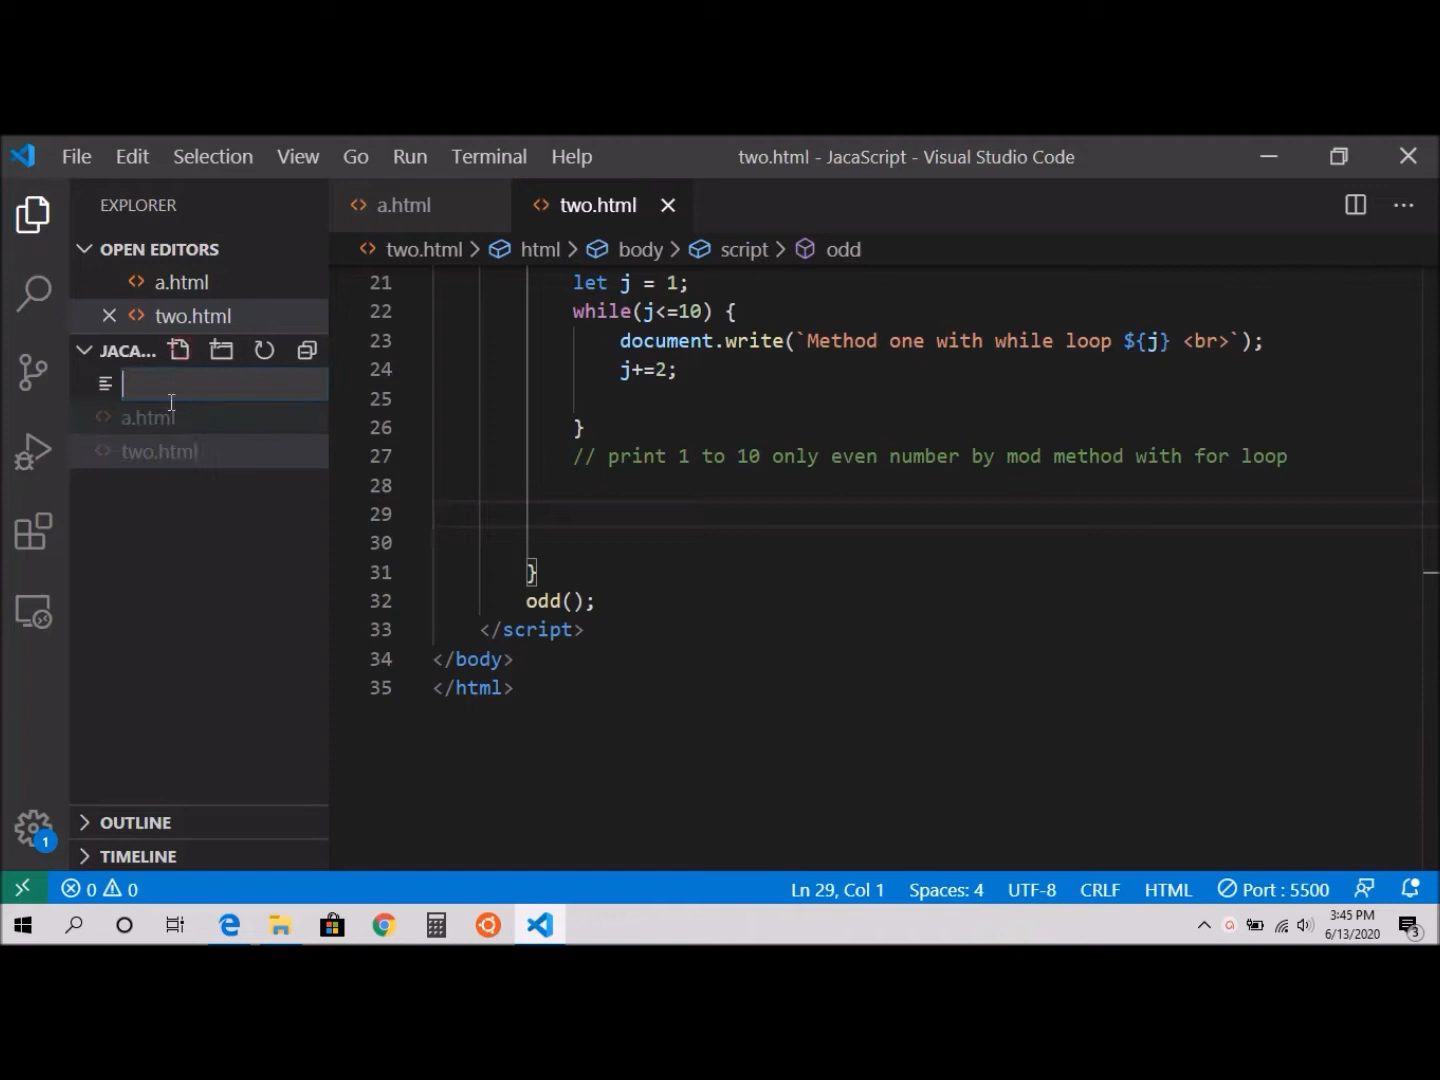 File Edit Selection View Go Run Terminal Help two.html - JacaScript - Visual Studio Code
EXPLORER
OPEN EDITORS
a.html
two.html
JACA...
a.html
two.html
OUTLINE
TIMELINE
a.html two.html
two.html > html > body > script > odd
21 let j = 1;
22 while(j<=10) {
23 document.write(`Method one with while loop ${j} <br>`);
24 j+=2;
25
26 }
27 // print 1 to 10 only even number by mod method with for loop
28
29
30
31 }
32 odd();
33 </script>
34 </body>
35 </html>
1
0 0 Ln 29, Col 1 Spaces: 4 UTF-8 CRLF HTML Port : 5500
3:45 PM
6/13/2020
3